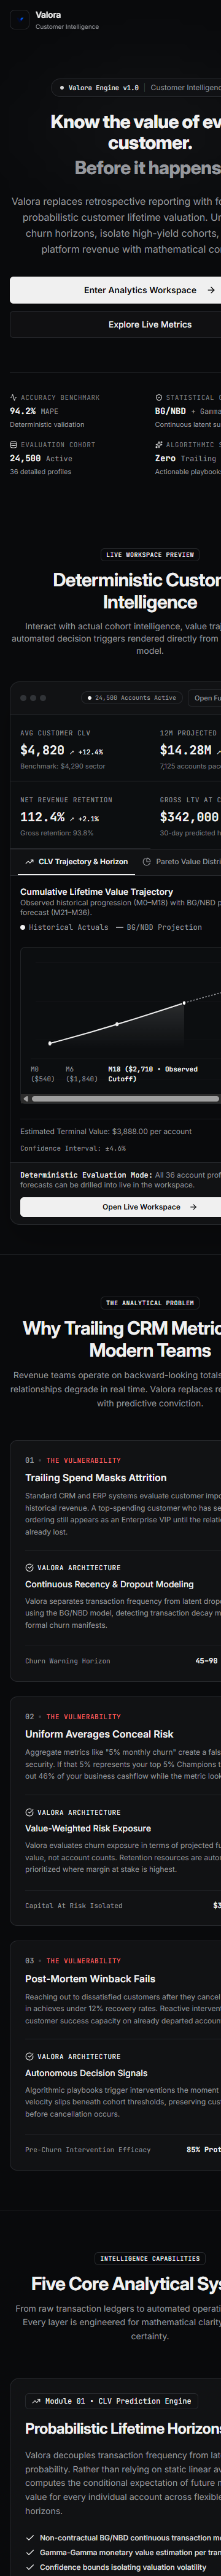 Valora
Customer Intelligence
Valora Engine v1.0 | Customer Intelligenc
Know the value of ev
customer.
Before it happens
Valora replaces retrospective reporting with fo
probabilistic customer lifetime valuation. Un
churn horizons, isolate high-yield cohorts,
platform revenue with mathematical co
Enter Analytics Workspace →
Explore Live Metrics
ACCURACY BENCHMARK
94.2% MAPE
Deterministic validation
STATISTICAL
BG/NBD + Gamma
Continuous latent su
EVALUATION COHORT
24,500 Active
36 detailed profiles
ALGORITHMIC S
Zero Trailing
Actionable playbook
LIVE WORKSPACE PREVIEW
Deterministic Custo
Intelligence
Interact with actual cohort intelligence, value traj
automated decision triggers rendered directly from
model.
24,500 Accounts Active
Open Fu
AVG CUSTOMER CLV
$4,820 ↗ +12.4%
Benchmark: $4,290 sector
12M PROJECTED
$14.28M
7,125 accounts pac
NET REVENUE RETENTION
112.4% ↗ +2.1%
Gross retention: 93.8%
GROSS LTV AT
$342,000
30-day predicted h
CLV Trajectory & Horizon
Pareto Value Distri
Cumulative Lifetime Value Trajectory
Observed historical progression (M0–M18) with BG/NBD p
forecast (M21–M36).
Historical Actuals
BG/NBD Projection
M0
($540)
M6
($1,840)
M18 ($2,710 • Observed
Cutoff)
Estimated Terminal Value: $3,888.00 per account
Confidence Interval: ±4.6%
Deterministic Evaluation Mode: All 36 account prof
forecasts can be drilled into live in the workspace.
Open Live Workspace →
THE ANALYTICAL PROBLEM
Why Trailing CRM Metric
Modern Teams
Revenue teams operate on backward-looking totals
relationships degrade in real time. Valora replaces re
with predictive conviction.
01 · THE VULNERABILITY
Trailing Spend Masks Attrition
Standard CRM and ERP systems evaluate customer impo
historical revenue. A top-spending customer who has se
ordering still appears as an Enterprise VIP until the relatio
already lost.
VALORA ARCHITECTURE
Continuous Recency & Dropout Modeling
Valora separates transaction frequency from latent dropo
using the BG/NBD model, detecting transaction decay m
formal churn manifests.
Churn Warning Horizon
45–90
02 · THE VULNERABILITY
Uniform Averages Conceal Risk
Aggregate metrics like "5% monthly churn" create a fals
security. If that 5% represents your top 5% Champions t
out 46% of your business cashflow while the metric look
VALORA ARCHITECTURE
Value-Weighted Risk Exposure
Valora evaluates churn exposure in terms of projected fu
value, not account counts. Retention resources are auto
prioritized where margin at stake is highest.
Capital At Risk Isolated
03 · THE VULNERABILITY
Post-Mortem Winback Fails
Reaching out to dissatisfied customers after they cancel
in achieves under 12% recovery rates. Reactive interven
customer success capacity on already departed accoun
VALORA ARCHITECTURE
Autonomous Decision Signals
Algorithmic playbooks trigger interventions the moment
velocity slips beneath cohort thresholds, preserving cus
before cancellation occurs.
Pre-Churn Intervention Efficacy
85% Prot
INTELLIGENCE CAPABILITIES
Five Core Analytical Sy
From raw transaction ledgers to automated operati
Every layer is engineered for mathematical clarity
certainty.
Module 01 • CLV Prediction Engine
Probabilistic Lifetime Horizon
Valora decouples transaction frequency from lat
probability. Rather than relying on static linear av
computes the conditional expectation of future
value for every individual account across flexible
horizons.
Non-contractual BG/NBD continuous transaction m
Gamma-Gamma monetary value estimation per tran
Confidence bounds isolating valuation volatility